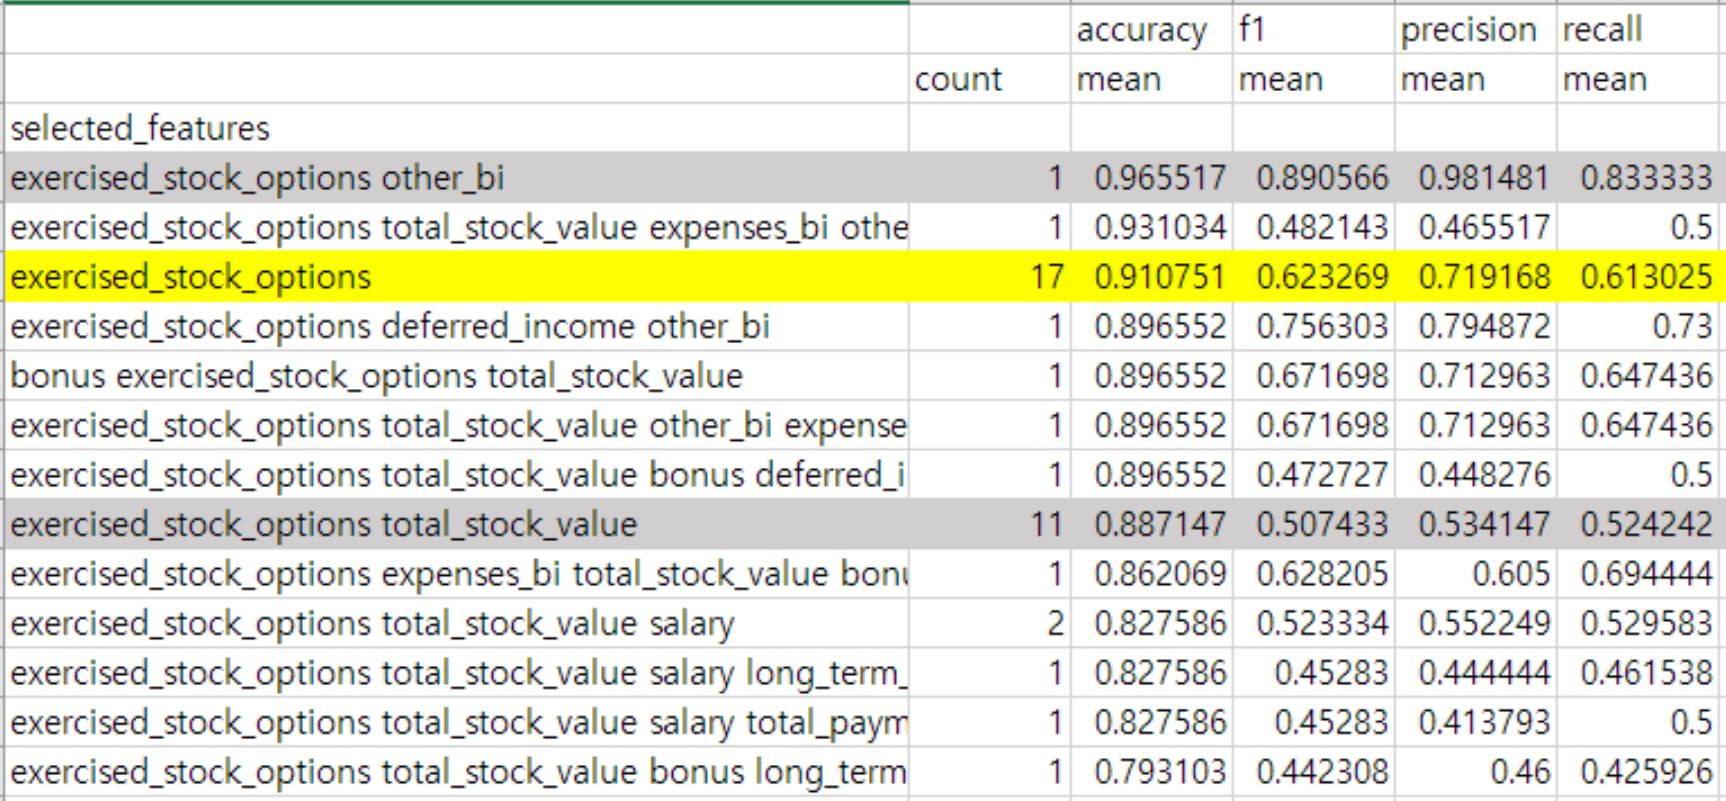 accuracy f1 precision recall
count mean mean mean mean
selected_features
exercised_stock_options other_bi 1 0.965517 0.890566 0.981481 0.833333
exercised_stock_options total_stock_value expenses_bi othe 1 0.931034 0.482143 0.465517 0.5
exercised_stock_options 17 0.910751 0.623269 0.719168 0.613025
exercised_stock_options deferred_income other_bi 1 0.896552 0.756303 0.794872 0.73
bonus exercised_stock_options total_stock_value 1 0.896552 0.671698 0.712963 0.647436
exercised_stock_options total_stock_value other_bi expense 1 0.896552 0.671698 0.712963 0.647436
exercised_stock_options total_stock_value bonus deferred_i 1 0.896552 0.472727 0.448276 0.5
exercised_stock_options total_stock_value 11 0.887147 0.507433 0.534147 0.524242
exercised_stock_options expenses_bi total_stock_value bonu 1 0.862069 0.628205 0.605 0.694444
exercised_stock_options total_stock_value salary 2 0.827586 0.523334 0.552249 0.529583
exercised_stock_options total_stock_value salary long_term_ 1 0.827586 0.45283 0.444444 0.461538
exercised_stock_options total_stock_value salary total_paym 1 0.827586 0.45283 0.413793 0.5
exercised_stock_options total_stock_value bonus long_term 1 0.793103 0.442308 0.46 0.425926